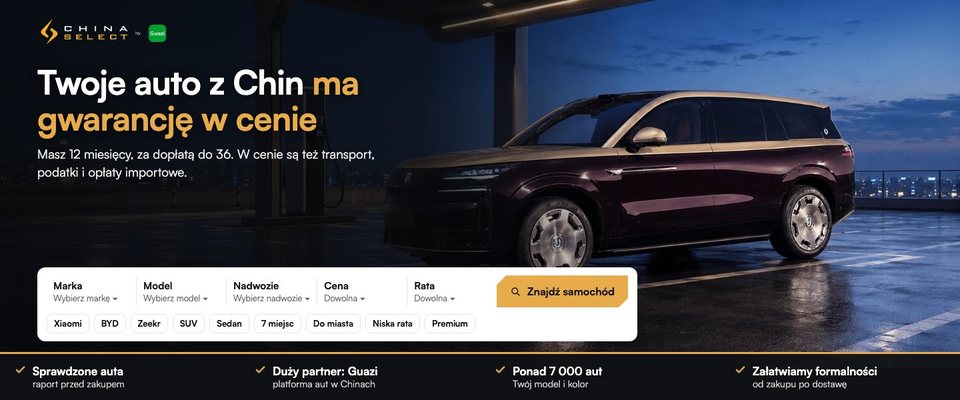 CHINA
SELECT
by
Guazi
Twoje auto z Chin ma
gwarancję w cenie
Masz 12 miesięcy, za dopłatą do 36. W cenie są też transport,
podatki i opłaty importowe.
Marka
Wybierz markę
Model
Wybierz model
Nadwozie
Wybierz nadwozie
Cena
Dowolna
Rata
Dowolna
Znajdź samochód
Xiaomi
BYD
Zeekr
SUV
Sedan
7 miejsc
Do miasta
Niska rata
Premium
Sprawdzone auta
raport przed zakupem
Duży partner: Guazi
platforma aut w Chinach
Ponad 7 000 aut
Twój model i kolor
Załatwiamy formalności
od zakupu po dostawę